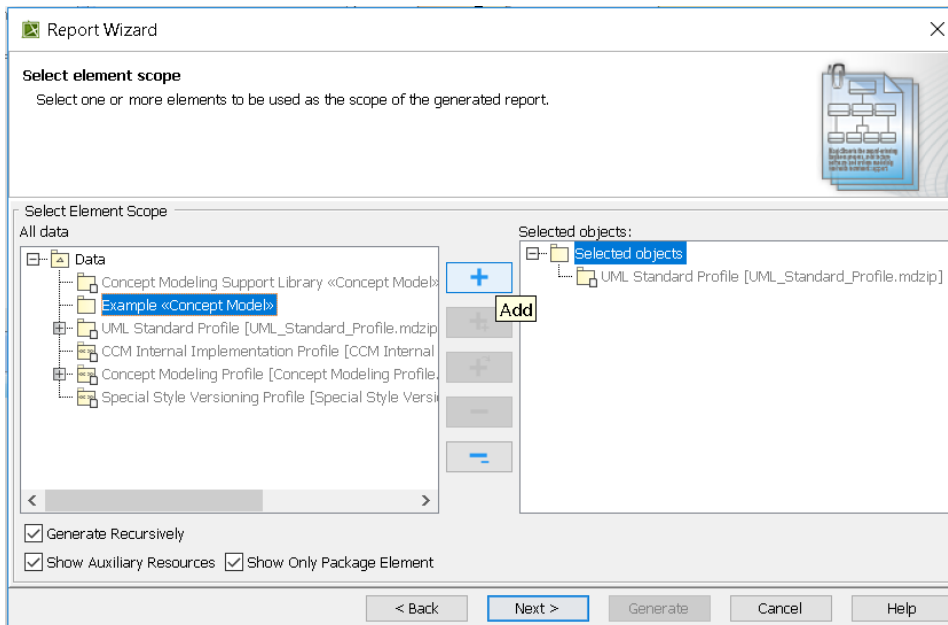 Report Wizard
Select element scope
Select one or more elements to be used as the scope of the generated report.
Select Element Scope
All data
Selected objects:
Data
Concept Modeling Support Library «Concept Model»
Example «Concept Model»
UML Standard Profile [UML_Standard_Profile.mdzip
CCM Internal Implementation Profile [CCM Internal
Concept Modeling Profile [Concept Modeling Profile.
Special Style Versioning Profile [Special Style Versi
Add
Selected objects
UML Standard Profile [UML_Standard_Profile.mdzip]
Generate Recursively
Show Auxiliary Resources
Show Only Package Element
< Back
Next >
Generate
Cancel
Help